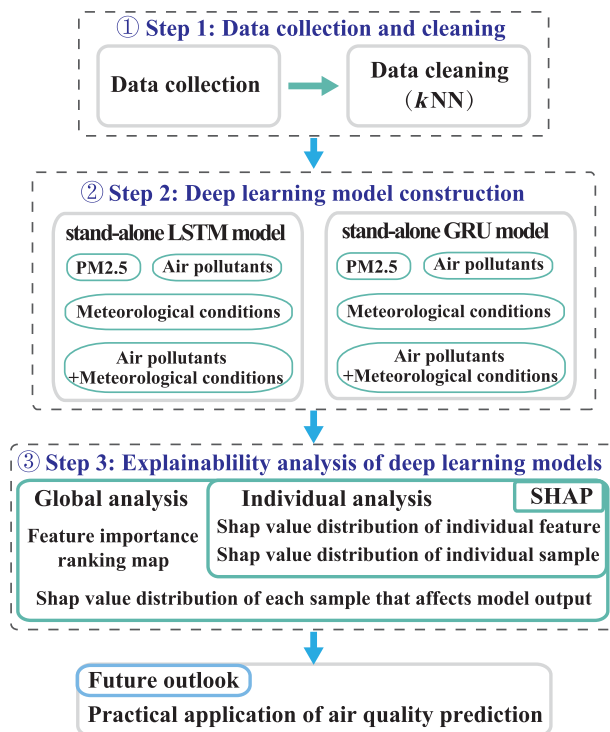 ① Step 1: Data collection and cleaning
Data collection
Data cleaning
(kNN)
② Step 2: Deep learning model construction
stand-alone LSTM model
PM2.5
Air pollutants
Meteorological conditions
Air pollutants
+Meteorological conditions
stand-alone GRU model
PM2.5
Air pollutants
Meteorological conditions
Air pollutants
+Meteorological conditions
③ Step 3: Explainablility analysis of deep learning models
Global analysis
Feature importance
ranking map
Individual analysis
SHAP
Shap value distribution of individual feature
Shap value distribution of individual sample
Shap value distribution of each sample that affects model output
Future outlook
Practical application of air quality prediction